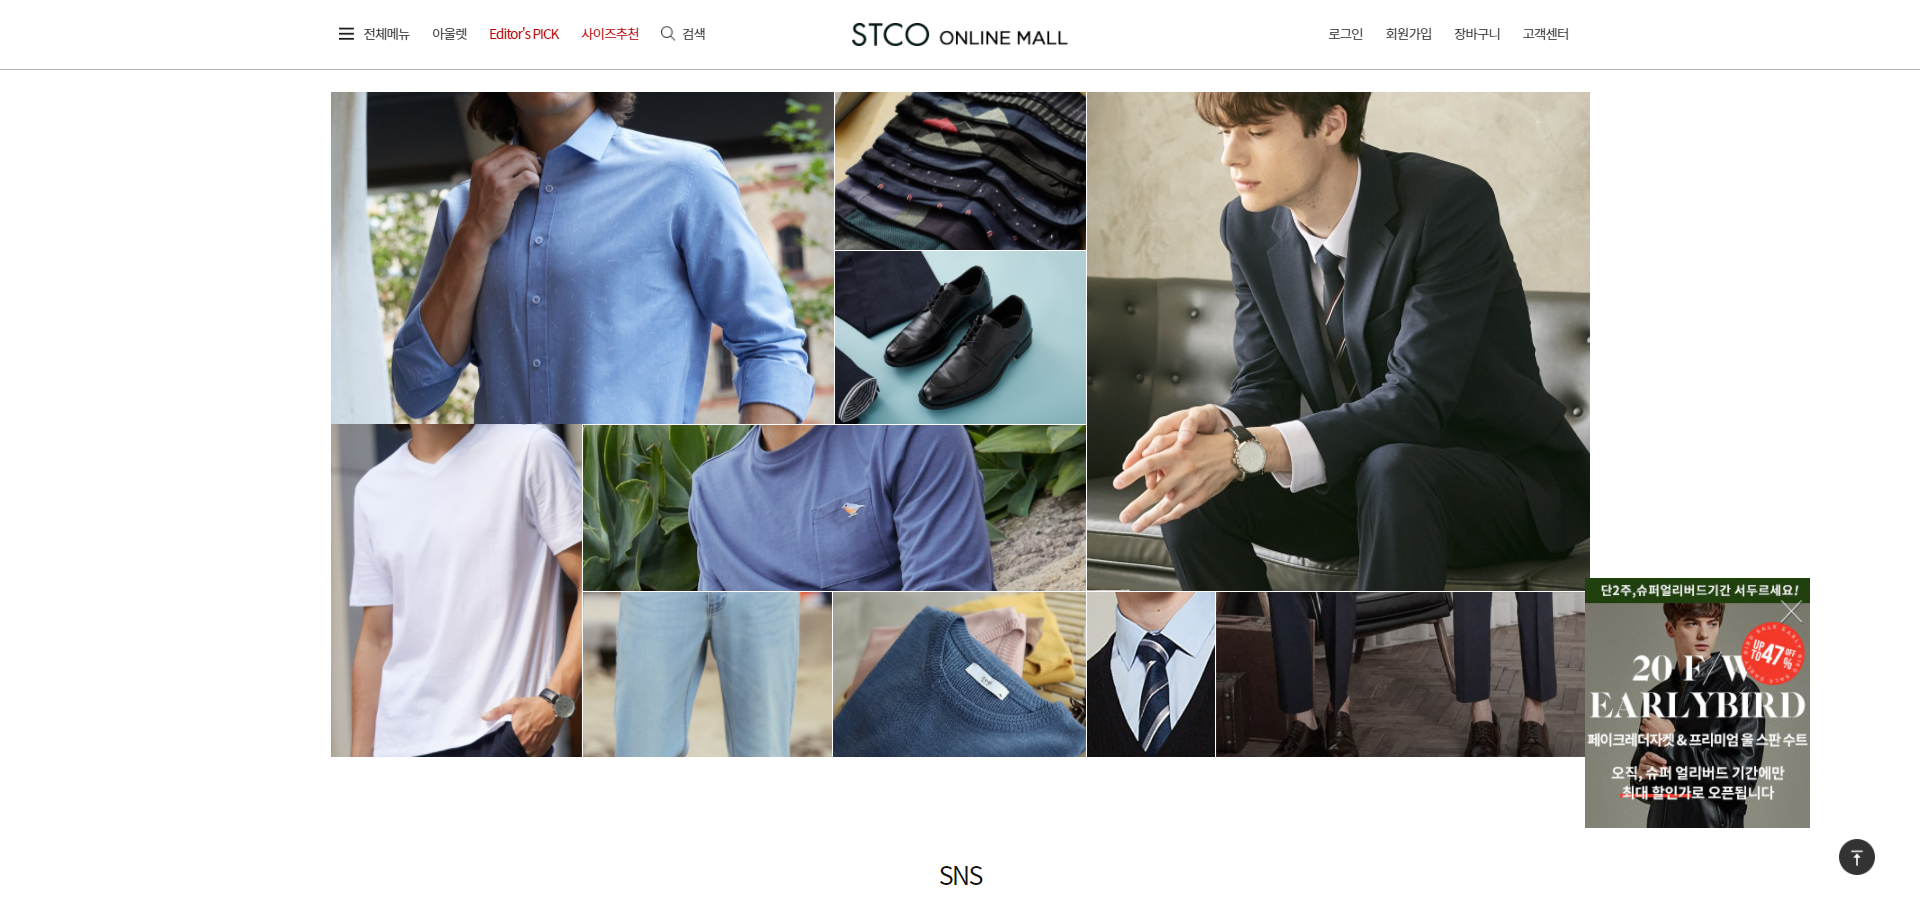 전체메뉴 아울렛 Editor's PICK 사이즈추천 검색
STCO ONLINE MALL
로그인 회원가입 장바구니 고객센터
단2주,슈퍼얼리버드기간 서두르세요!
UP TO 47% OFF
20 F/W
EARLYBIRD
페이크레더자켓 & 프리미엄 울 스판 수트
오직, 슈퍼 얼리버드 기간에만
최대 할인가로 오픈됩니다
SNS